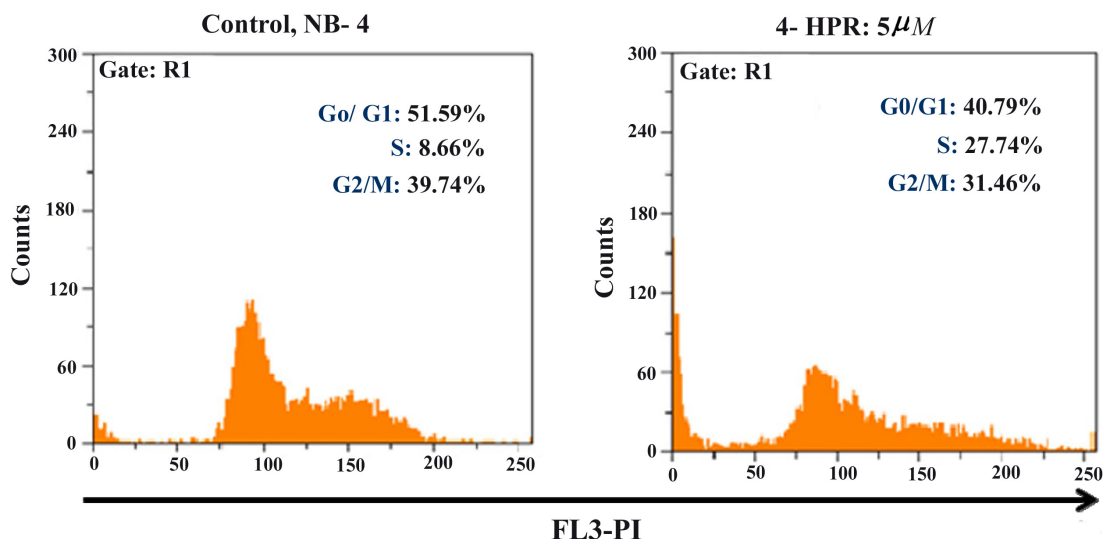 Control, NB- 4
300
240
180
120
60
0
Counts
Gate: R1
Go/ G1: 51.59%
S: 8.66%
G2/M: 39.74%
0 50 100 150 200 250
4- HPR: 5μM
300
240
180
120
60
0
Counts
Gate: R1
G0/G1: 40.79%
S: 27.74%
G2/M: 31.46%
0 50 100 150 200 250
FL3-PI